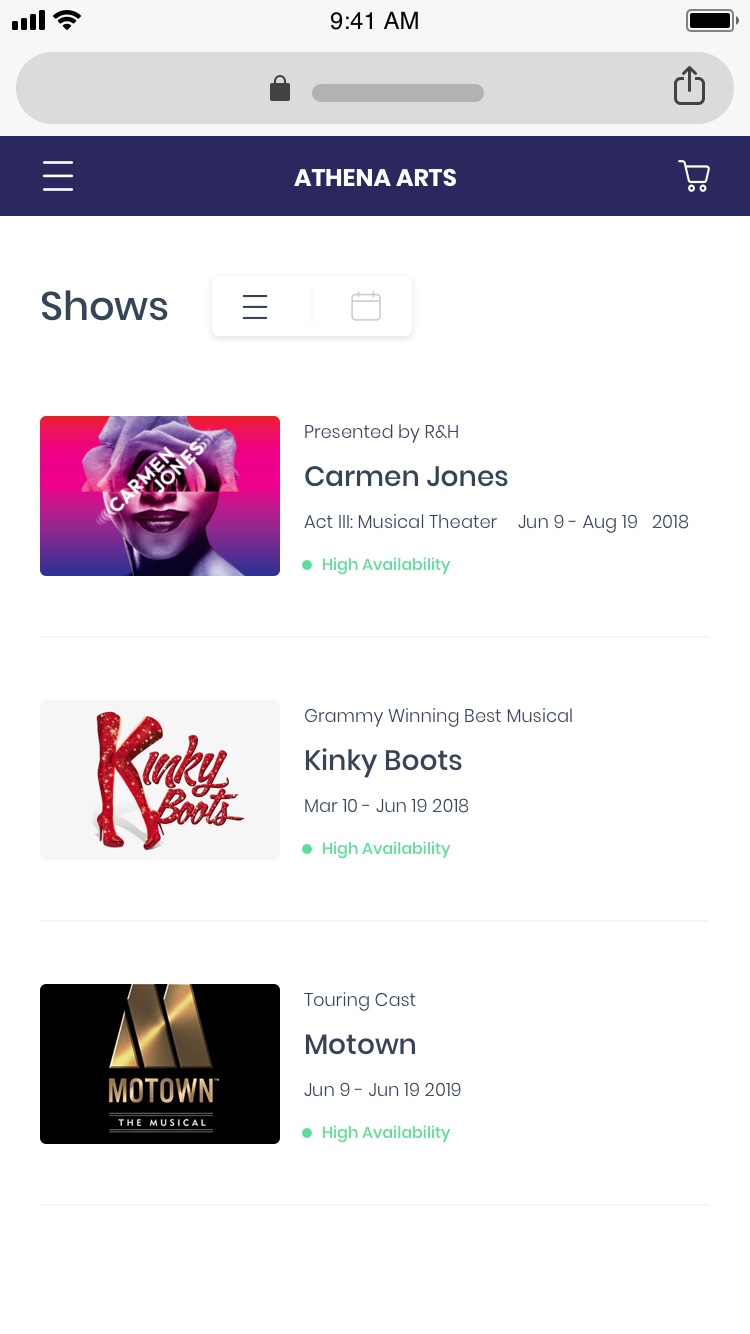 9:41 AM
ATHENA ARTS
Shows
CARMEN
JONES
Presented by R&H
Carmen Jones
Act III: Musical Theater Jun 9 - Aug 19 2018
High Availability
Kinky
Boots
Grammy Winning Best Musical
Kinky Boots
Mar 10 - Jun 19 2018
High Availability
MOTOWN™
THE MUSICAL
Touring Cast
Motown
Jun 9 - Jun 19 2019
High Availability